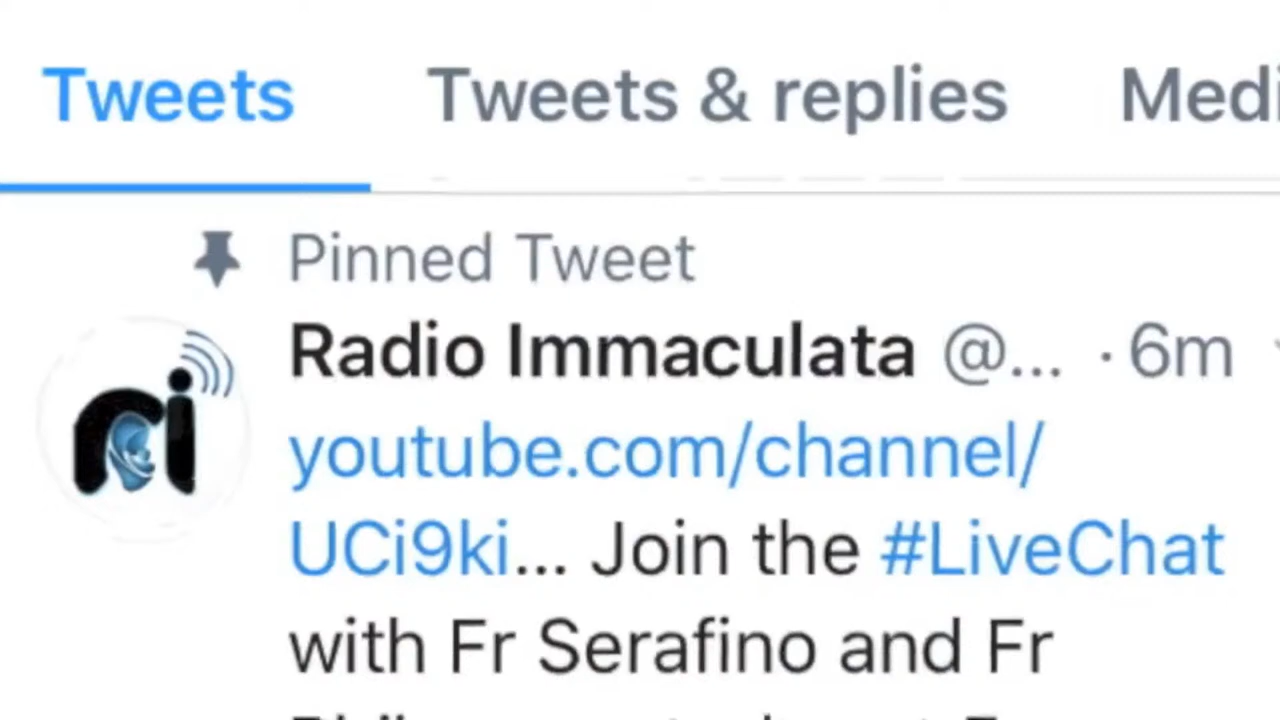 Tweets Tweets & replies Medi
Pinned Tweet
Radio Immaculata @... · 6m
youtube.com/channel/
UCi9ki... Join the #LiveChat
with Fr Serafino and Fr